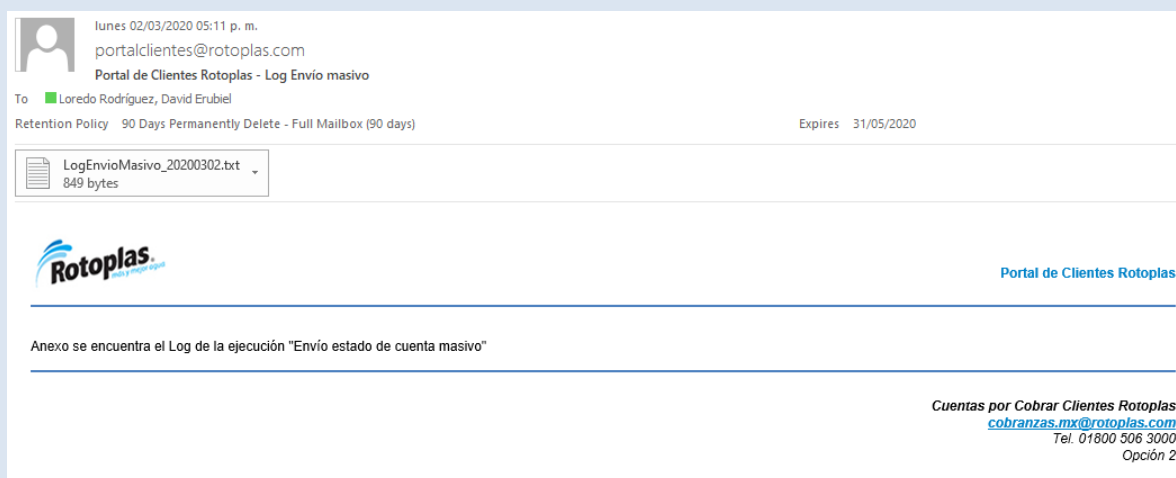 lunes 02/03/2020 05:11 p. m.
portalclientes@rotoplas.com
Portal de Clientes Rotoplas - Log Envío masivo
To Loredo Rodríguez, David Erubiel
Retention Policy 90 Days Permanently Delete - Full Mailbox (90 days) Expires 31/05/2020
LogEnvioMasivo_20200302.txt
849 bytes
Rotoplas.
más y mejor agua
Portal de Clientes Rotoplas
Anexo se encuentra el Log de la ejecución "Envío estado de cuenta masivo"
Cuentas por Cobrar Clientes Rotoplas
cobranzas.mx@rotoplas.com
Tel. 01800 506 3000
Opción 2